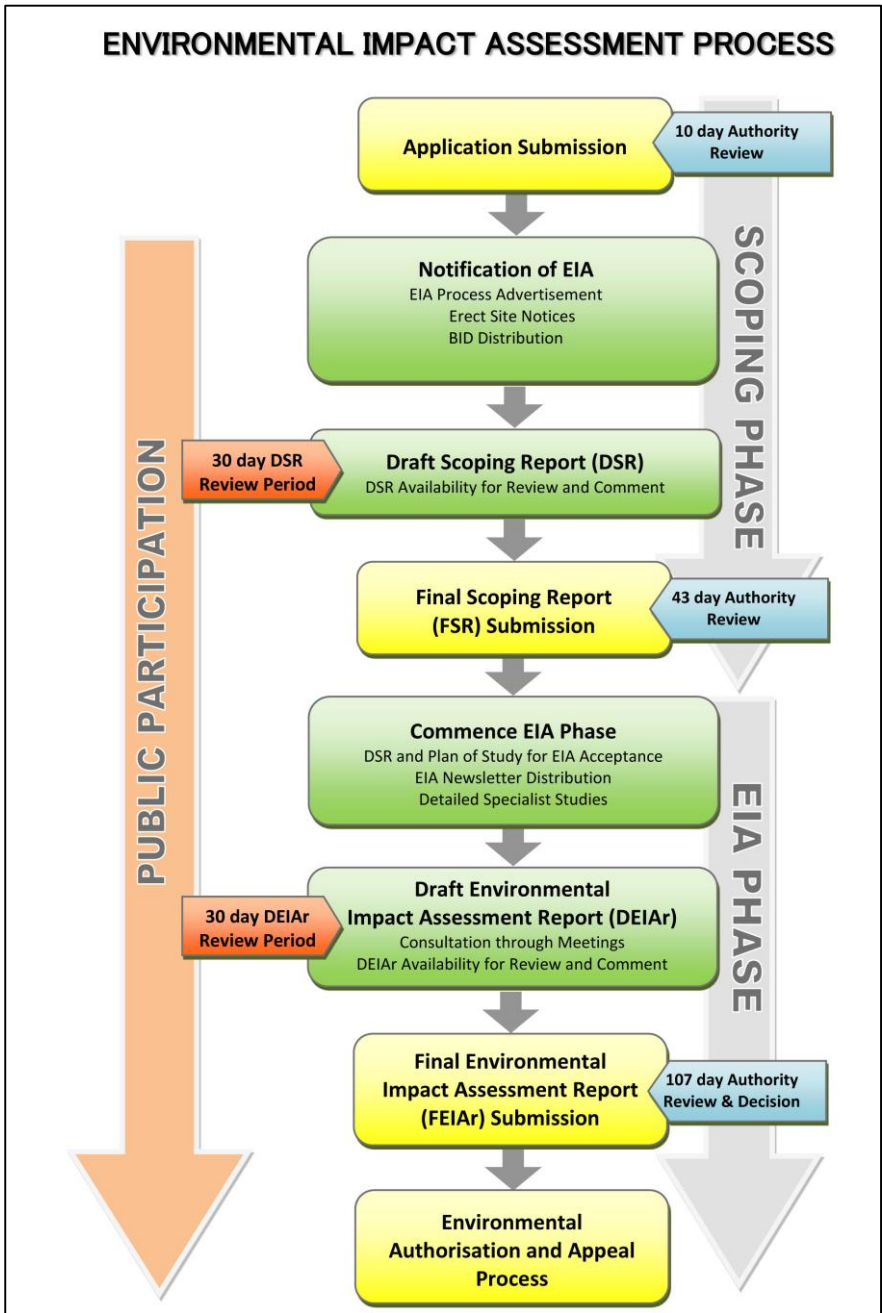 ENVIRONMENTAL IMPACT ASSESSMENT PROCESS
Application Submission
10 day Authority
Review
SCOPING PHASE
PUBLIC PARTICIPATION
Notification of EIA
EIA Process Advertisement
Erect Site Notices
BID Distribution
30 day DSR
Review Period
Draft Scoping Report (DSR)
DSR Availability for Review and Comment
Final Scoping Report
(FSR) Submission
43 day Authority
Review
EIA PHASE
Commence EIA Phase
DSR and Plan of Study for EIA Acceptance
EIA Newsletter Distribution
Detailed Specialist Studies
30 day DEIAr
Review Period
Draft Environmental
Impact Assessment Report (DEIAr)
Consultation through Meetings
DEIAr Availability for Review and Comment
Final Environmental
Impact Assessment Report
(FEIAr) Submission
107 day Authority
Review & Decision
Environmental
Authorisation and Appeal
Process